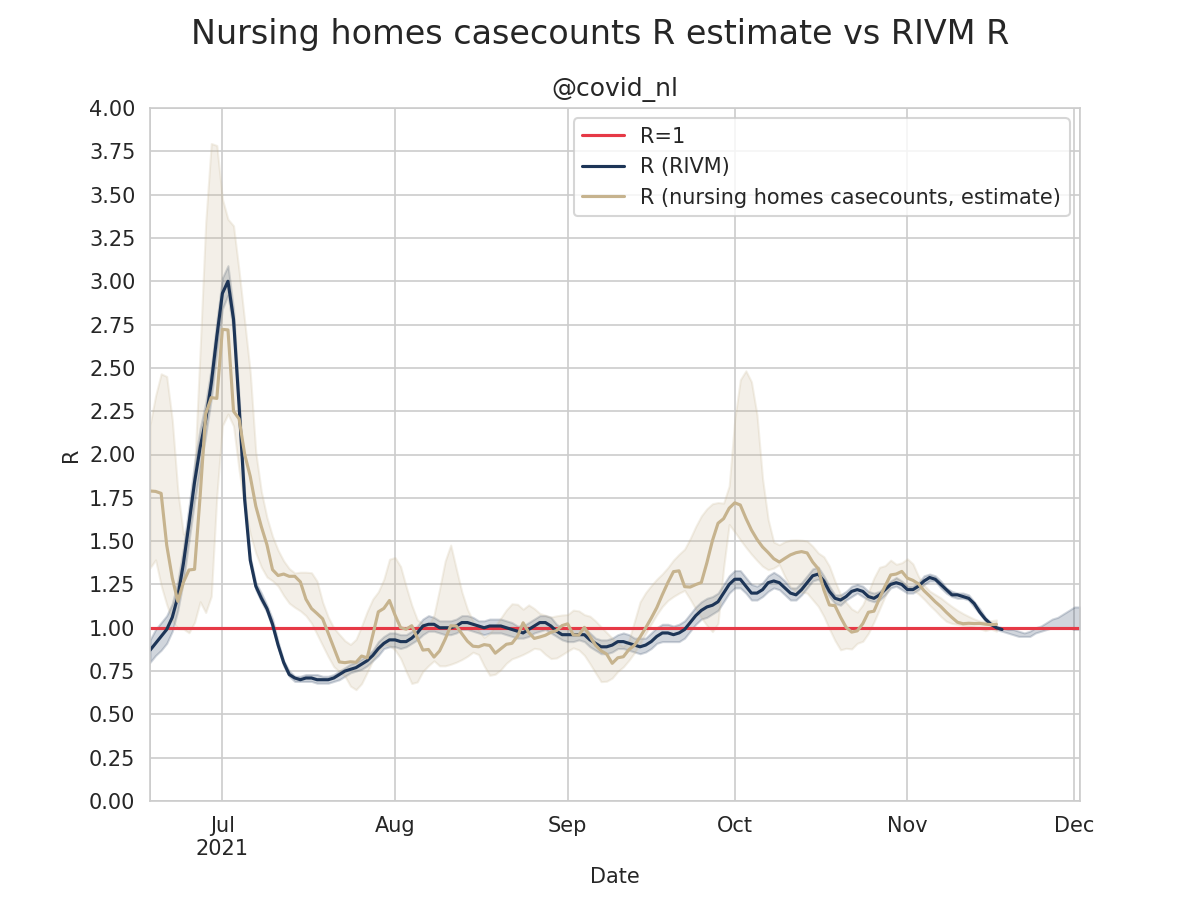 Nursing homes casecounts R estimate vs RIVM R
@covid_nl
R=1
R (RIVM)
R (nursing homes casecounts, estimate)
4.00
3.75
3.50
3.25
3.00
2.75
2.50
2.25
2.00
1.75
1.50
1.25
1.00
0.75
0.50
0.25
0.00
R
Jul
2021
Aug
Sep
Oct
Nov
Dec
Date